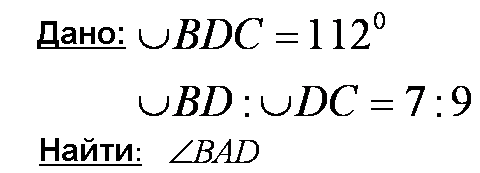 Дано: ∪BDC = 112⁰
∪BD : ∪DC = 7 : 9
Найти: ∠BAD